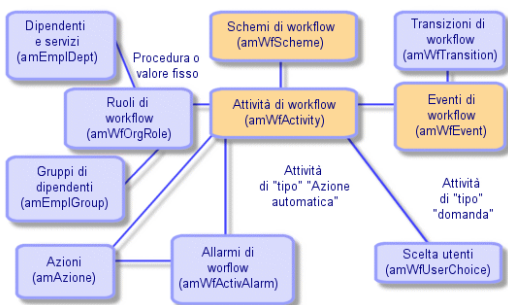 Dipendenti
e servizi
(amEmplDept)
Schemi di workflow
(amWfScheme)
Transizioni di
workflow
(amWfTransition)
Procedura o
valore fisso
Ruoli di
workflow
(amWfOrgRole)
Attività di workflow
(amWfActivity)
Eventi di
workflow
(amWfEvent)
Gruppi di
dipendenti
(amEmplGroup)
Attività
di "tipo" "Azione
automatica"
Attività
di "tipo"
"domanda"
Azioni
(amAzione)
Allarmi di
worflow
(amWfActivAlarm)
Scelta utenti
(amWfUserChoice)